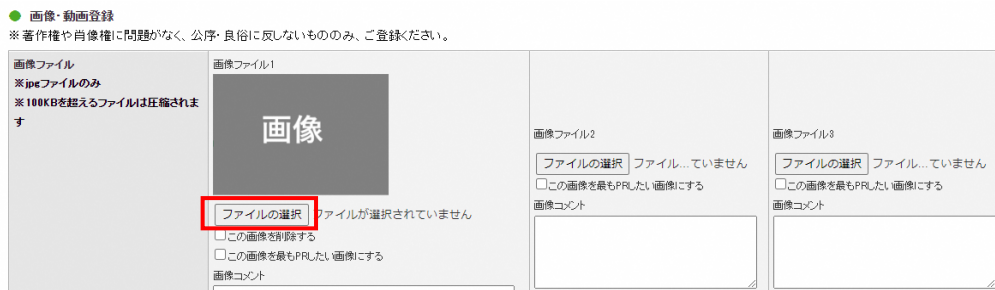 ● 画像・動画登録
※著作権や肖像権に問題がなく、公序・良俗に反しないもののみ、ご登録ください。
画像ファイル
※jpgファイルのみ
※100KBを超えるファイルは圧縮されま
す
画像ファイル1
画像
ファイルの選択 ファイルが選択されていません
この画像を削除する
この画像を最もPRしたい画像にする
画像コメント
画像ファイル2
ファイルの選択 ファイル...ていません
この画像を最もPRしたい画像にする
画像コメント
画像ファイル3
ファイルの選択 ファイル...ていません
この画像を最もPRしたい画像にする
画像コメント